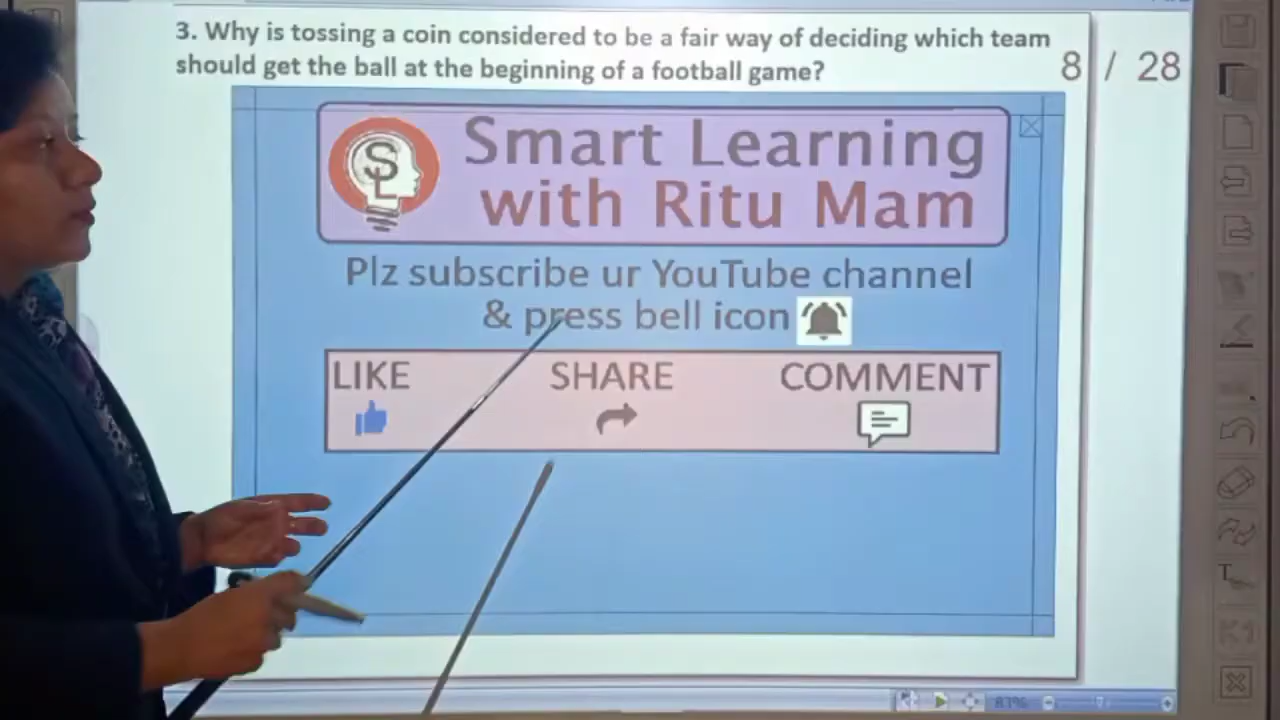 3. Why is tossing a coin considered to be a fair way of deciding which team
should get the ball at the beginning of a football game?
8 / 28
SL
Smart Learning
with Ritu Mam
Plz subscribe ur YouTube channel
& press bell icon
LIKE SHARE COMMENT
83%